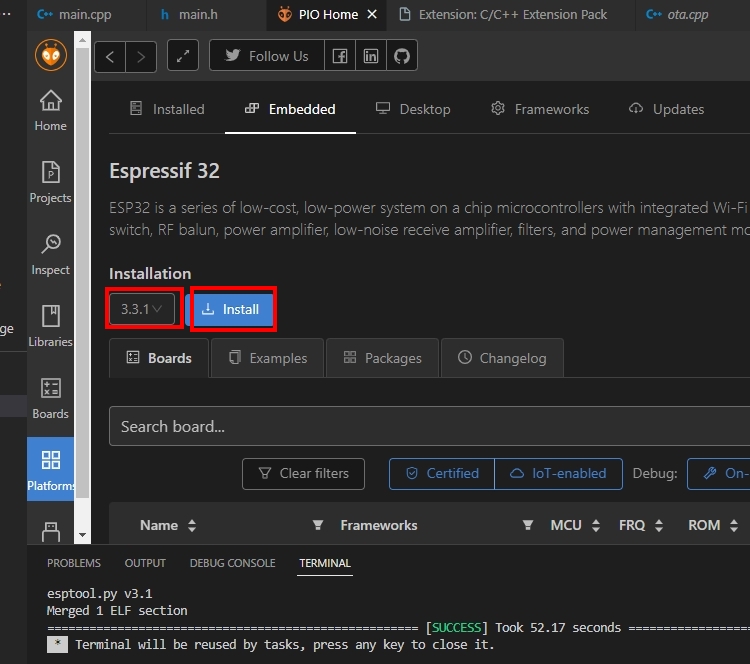 main.cpp
main.h
PIO Home
Extension: C/C++ Extension Pack
ota.cpp
Follow Us
Home
Projects
Inspect
Libraries
Boards
Platforms
ge
Installed
Embedded
Desktop
Frameworks
Updates
Espressif 32
ESP32 is a series of low-cost, low-power system on a chip microcontrollers with integrated Wi-Fi
switch, RF balun, power amplifier, low-noise receive amplifier, filters, and power management mo
Installation
3.3.1
Install
Boards
Examples
Packages
Changelog
Search board...
Clear filters
Certified
IoT-enabled
Debug:
On-
Name
Frameworks
MCU
FRQ
ROM
PROBLEMS
OUTPUT
DEBUG CONSOLE
TERMINAL
esptool.py v3.1
Merged 1 ELF section
=================================================== [SUCCESS] Took 52.17 seconds ==================
* Terminal will be reused by tasks, press any key to close it.